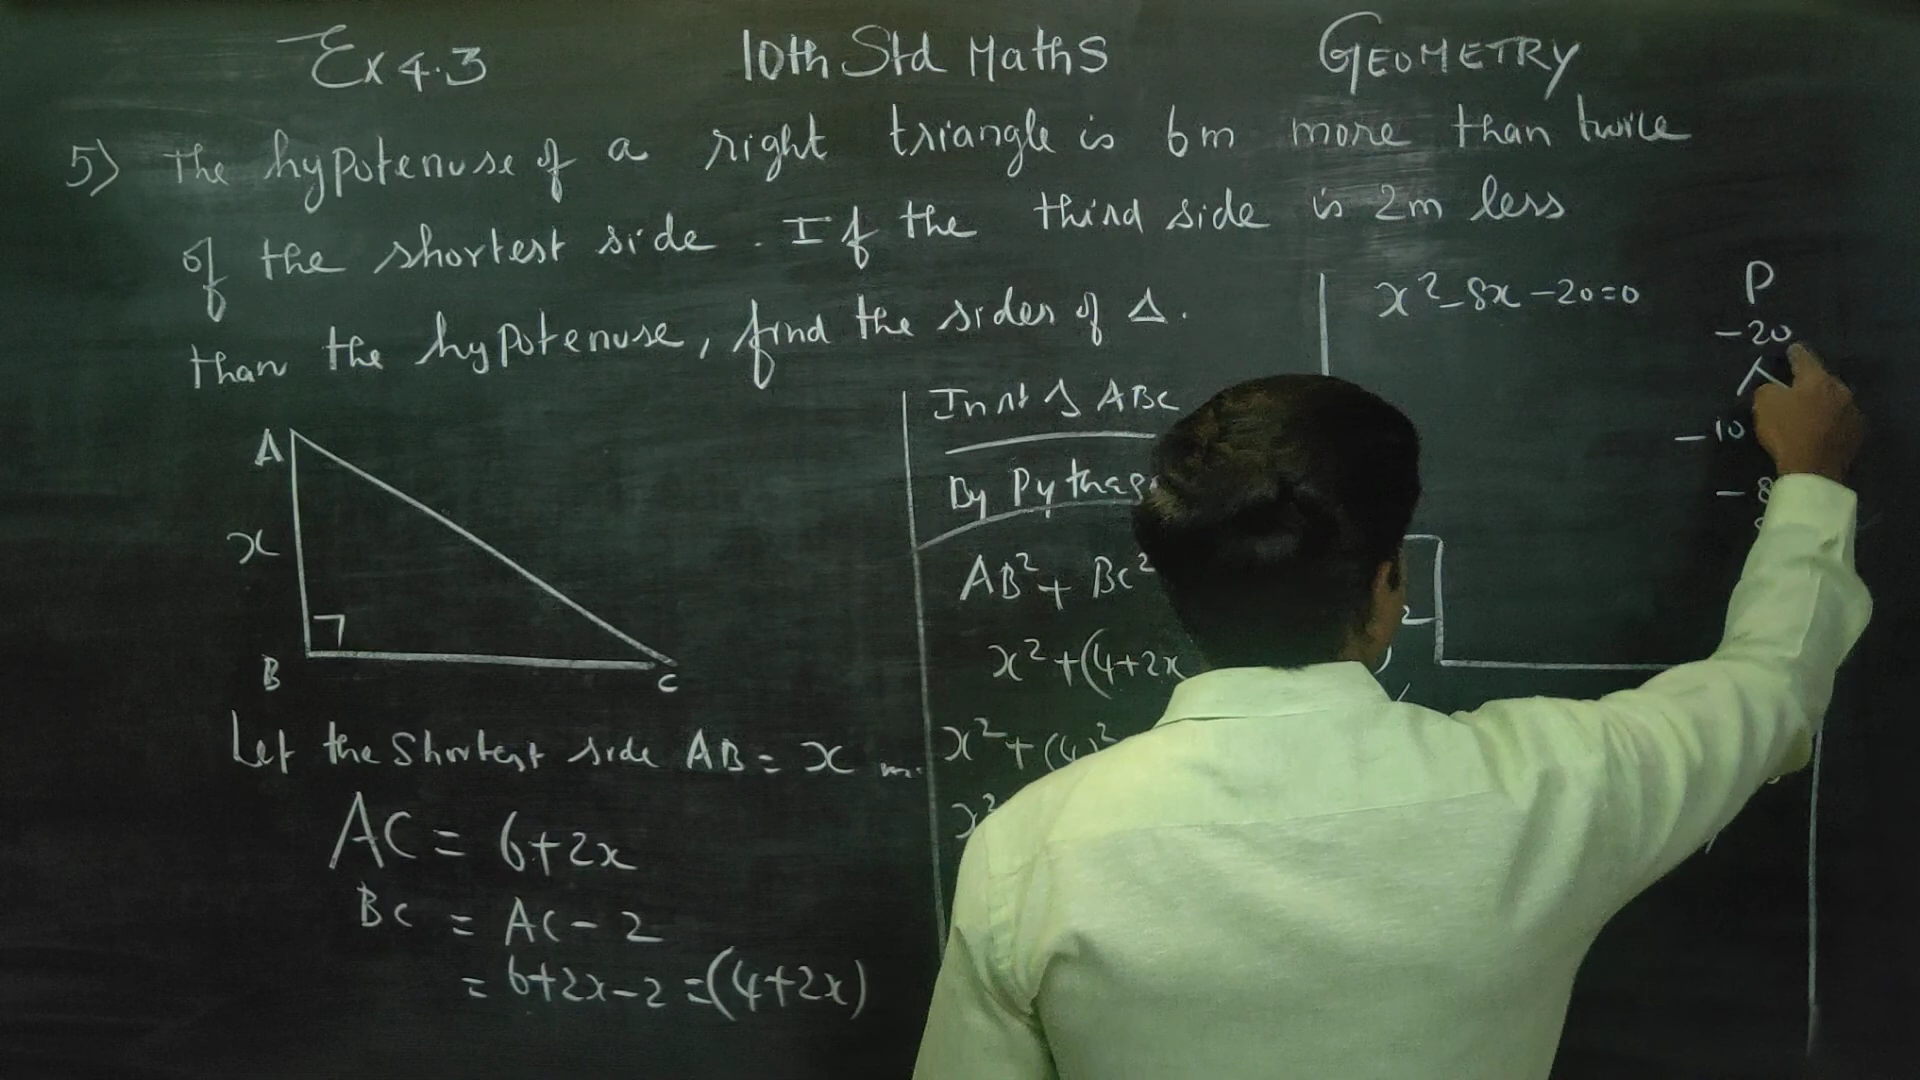 Ex 4.3 10th Std Maths GEOMETRY
5) The hypotenuse of a right triangle is 6m more than twice
of the shortest side. If the third side is 2m less
than the hypotenuse, find the sides of Δ.
A
x
B
C
Let the Shortest side AB = x m.
AC = 6+2x
BC = AC - 2
= 6+2x-2 = (4+2x)
In rt Δ ABC
By
AB² + BC²
x² + (4+2x
x² + (4)²
x²
2
x² - 8x - 20 = 0
P
-20
-10
-8